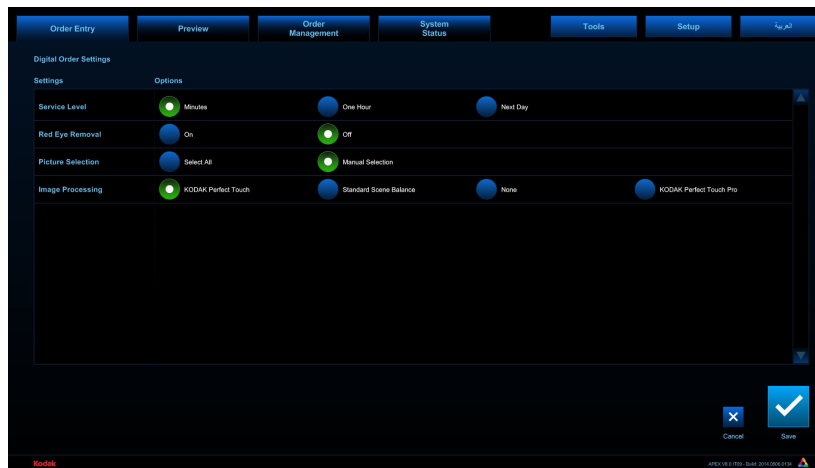 Order Entry
Preview
Order
Management
System
Status
Tools
Setup
العربية
Digital Order Settings
Settings Options
Service Level Minutes One Hour Next Day
Red Eye Removal On Off
Picture Selection Select All Manual Selection
Image Processing KODAK Perfect Touch Standard Scene Balance None KODAK Perfect Touch Pro
Cancel Save
Kodak